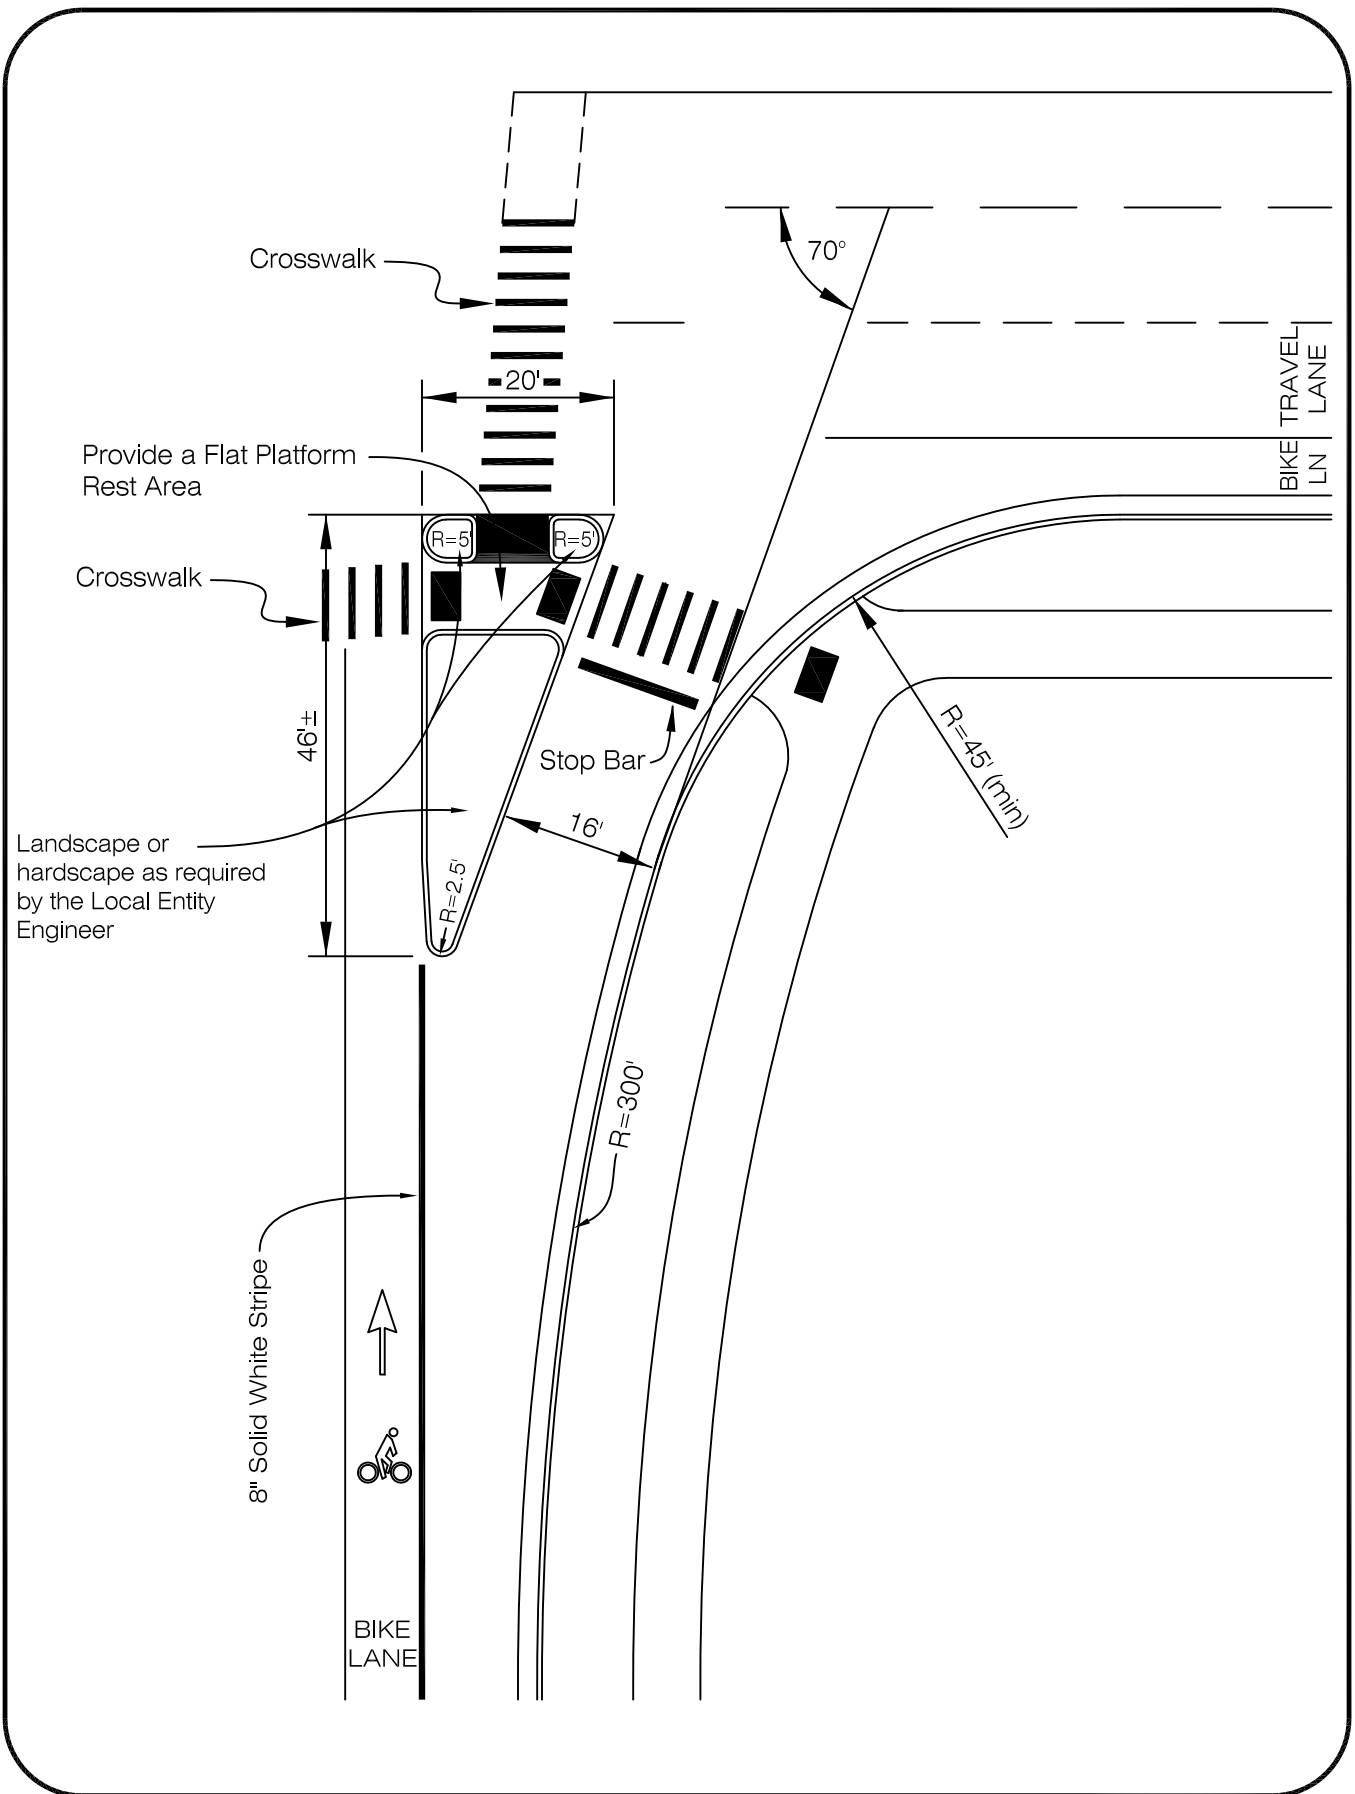 Crosswalk
70°
BIKE TRAVEL
LN LANE
20'
Provide a Flat Platform
Rest Area
R=5'
R=5'
Crosswalk
46'±
Stop Bar
R=45' (min)
16'
Landscape or
hardscape as required
by the Local Entity
Engineer
R=2.5'
R=300'
8" Solid White Stripe
BIKE
LANE